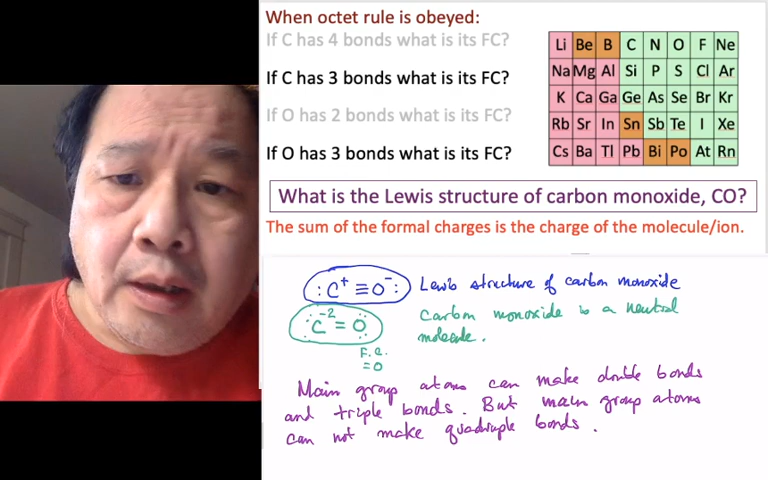 When octet rule is obeyed:
If C has 4 bonds what is its FC?
If C has 3 bonds what is its FC?
If O has 2 bonds what is its FC?
If O has 3 bonds what is its FC?
Li Be B C N O F Ne
Na Mg Al Si P S Cl Ar
K Ca Ga Ge As Se Br Kr
Rb Sr In Sn Sb Te I Xe
Cs Ba Tl Pb Bi Po At Rn
What is the Lewis structure of carbon monoxide, CO?
The sum of the formal charges is the charge of the molecule/ion.
:C⁺≡O⁻: Lewis structure of carbon monoxide
:C⁻²=O Carbon monoxide is a neutral
molecule.
F.C.
=0
Main group atoms can make double bonds
and triple bonds. But main group atoms
can not make quadruple bonds.